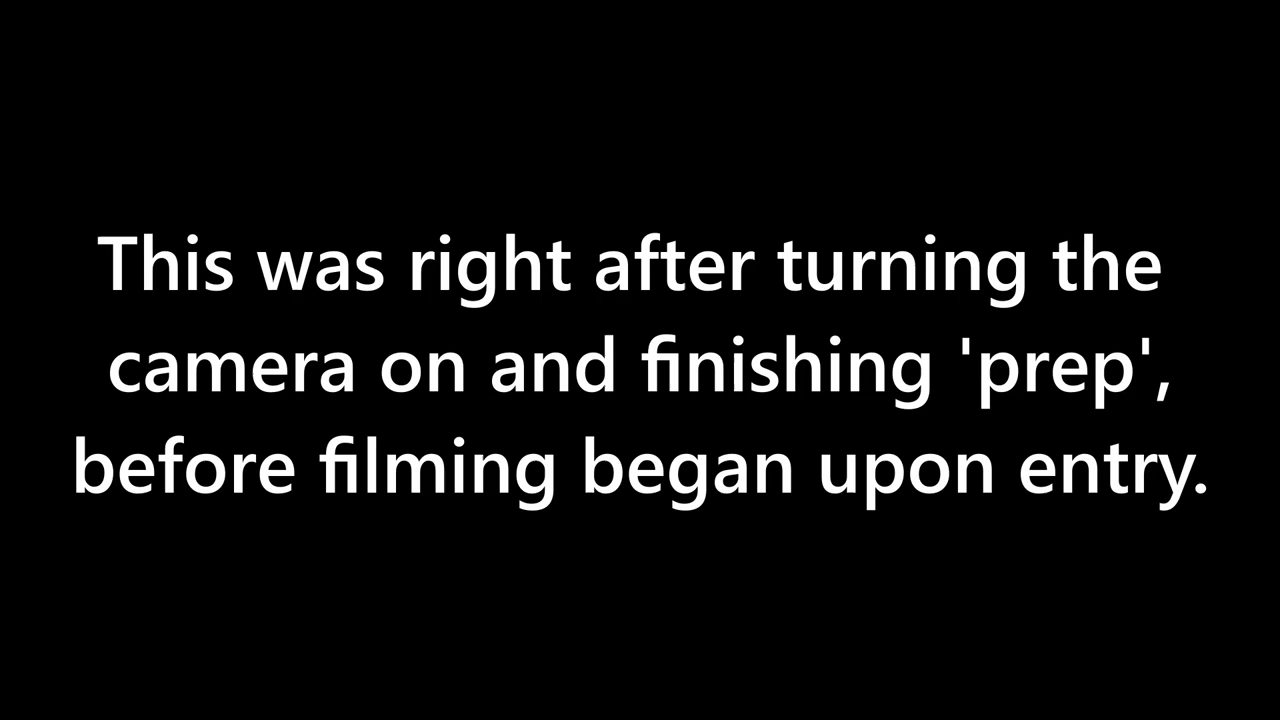 This was right after turning the
camera on and finishing 'prep',
before filming began upon entry.